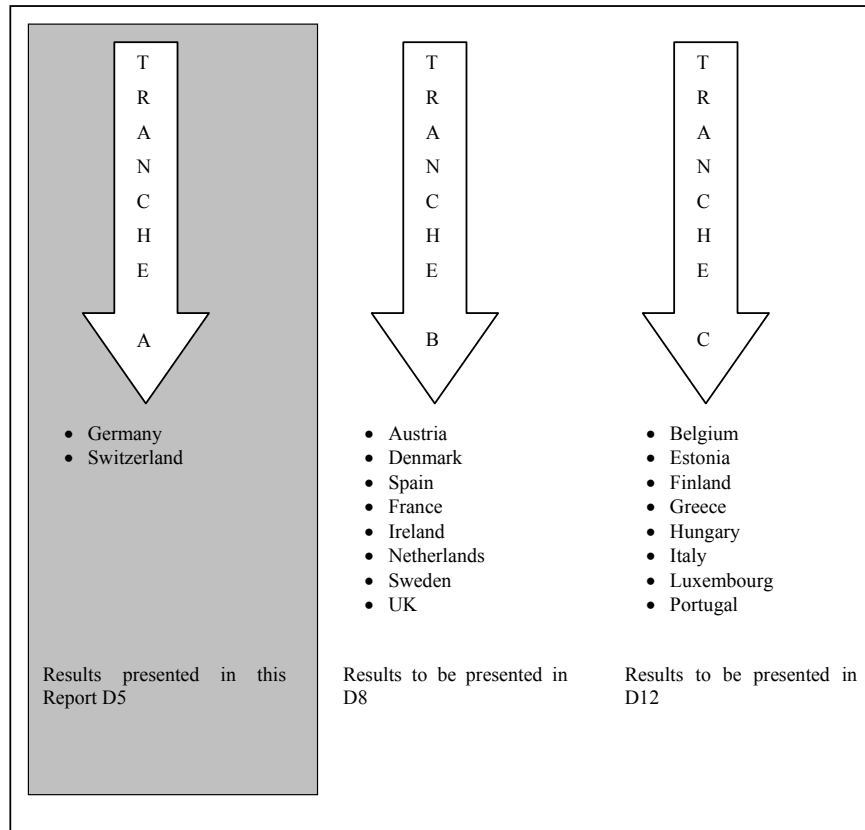 T
R
A
N
C
H
E
A
• Germany
• Switzerland
Results presented in this
Report D5
T
R
A
N
C
H
E
B
• Austria
• Denmark
• Spain
• France
• Ireland
• Netherlands
• Sweden
• UK
Results to be presented in
D8
T
R
A
N
C
H
E
C
• Belgium
• Estonia
• Finland
• Greece
• Hungary
• Italy
• Luxembourg
• Portugal
Results to be presented in
D12